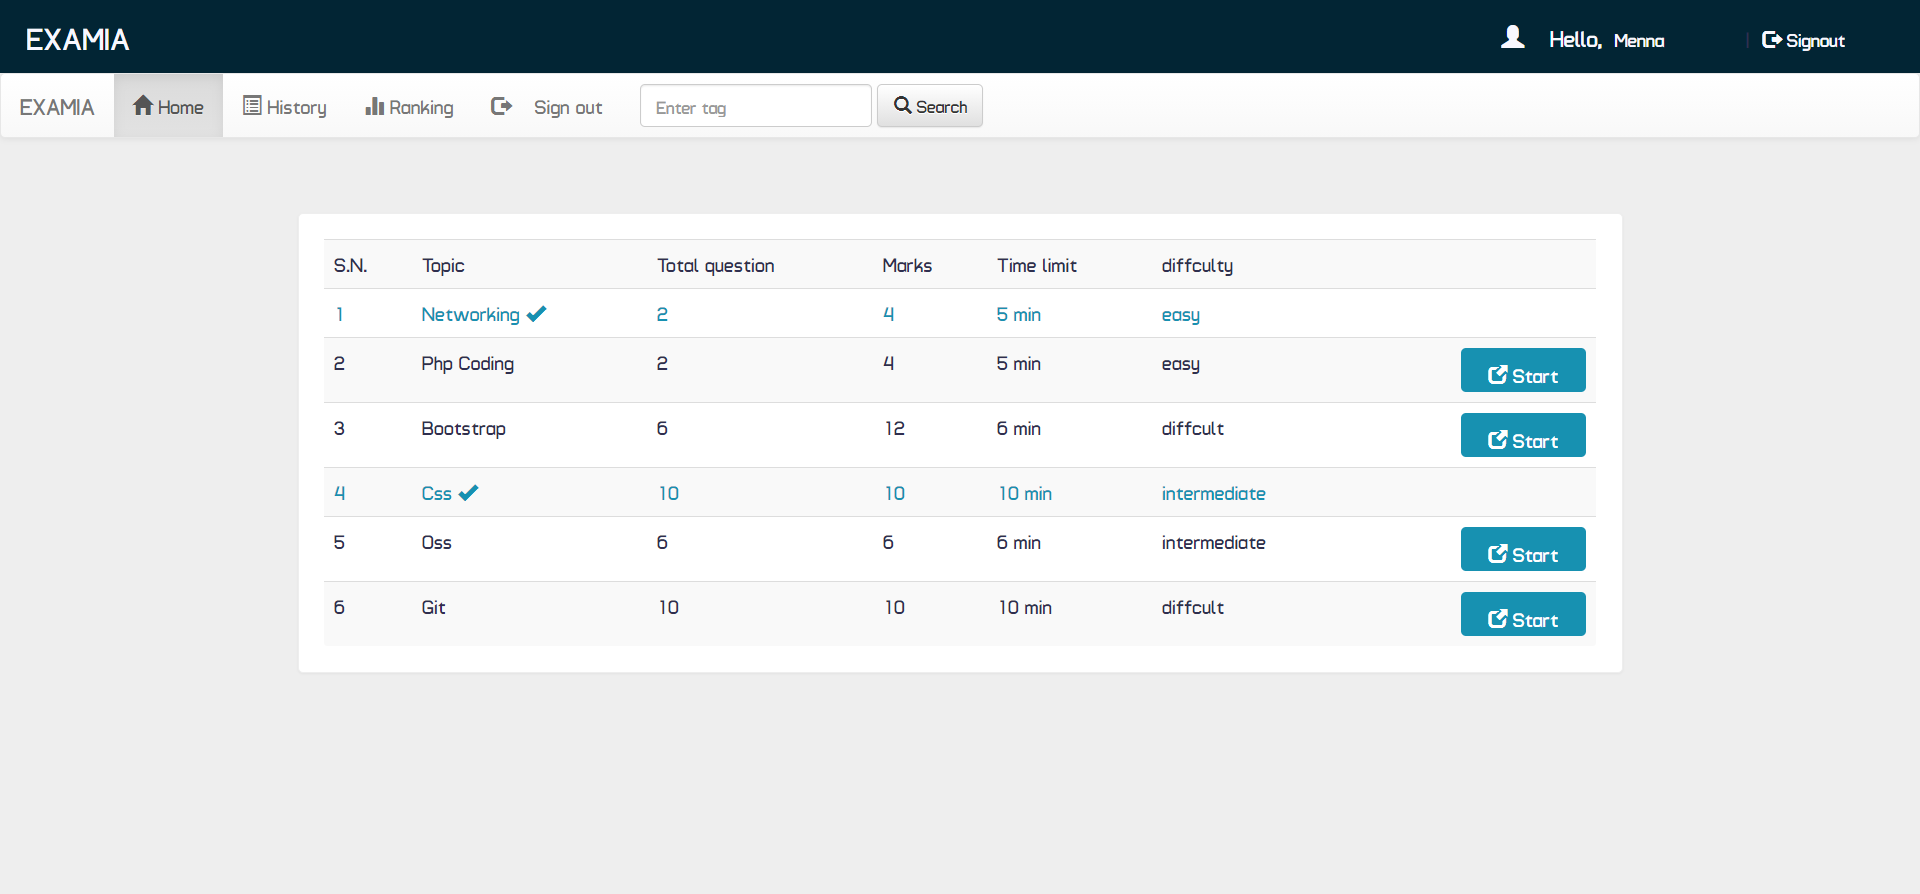 EXAMIA Hello, Menna | Signout
EXAMIA Home History Ranking Sign out Enter tag Search
S.N. Topic Total question Marks Time limit diffculty
1 Networking 2 4 5 min easy
2 Php Coding 2 4 5 min easy Start
3 Bootstrap 6 12 6 min diffcult Start
4 Css 10 10 10 min intermediate
5 Oss 6 6 6 min intermediate Start
6 Git 10 10 10 min diffcult Start